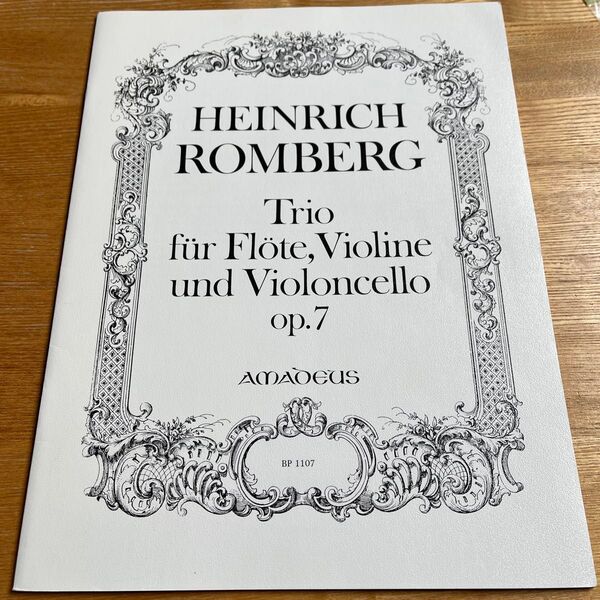 HEINRICH
ROMBERG
Trio
für Flöte, Violine
und Violoncello
op.7
AMADEUS
BP 1107